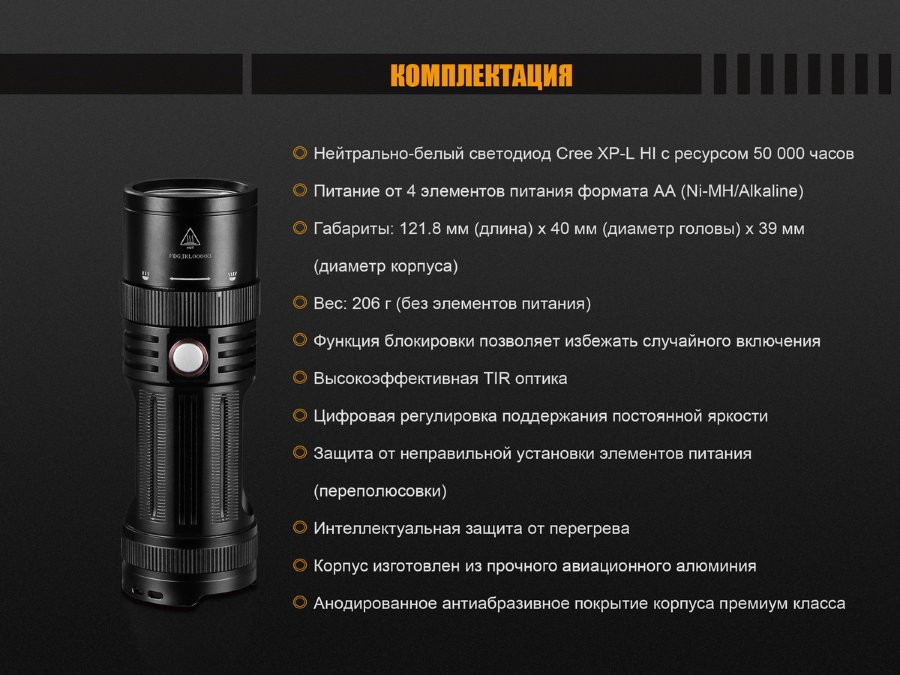 КОМПЛЕКТАЦИЯ
Нейтрально-белый светодиод Cree XP-L HI с ресурсом 50 000 часов
Питание от 4 элементов питания формата AA (Ni-MH/Alkaline)
Габариты: 121.8 мм (длина) x 40 мм (диаметр головы) x 39 мм
(диаметр корпуса)
Вес: 206 г (без элементов питания)
Функция блокировки позволяет избежать случайного включения
Высокоэффективная TIR оптика
Цифровая регулировка поддержания постоянной яркости
Защита от неправильной установки элементов питания
(переполюсовки)
Интеллектуальная защита от перегрева
Корпус изготовлен из прочного авиационного алюминия
Анодированное антиабразивное покрытие корпуса премиум класса